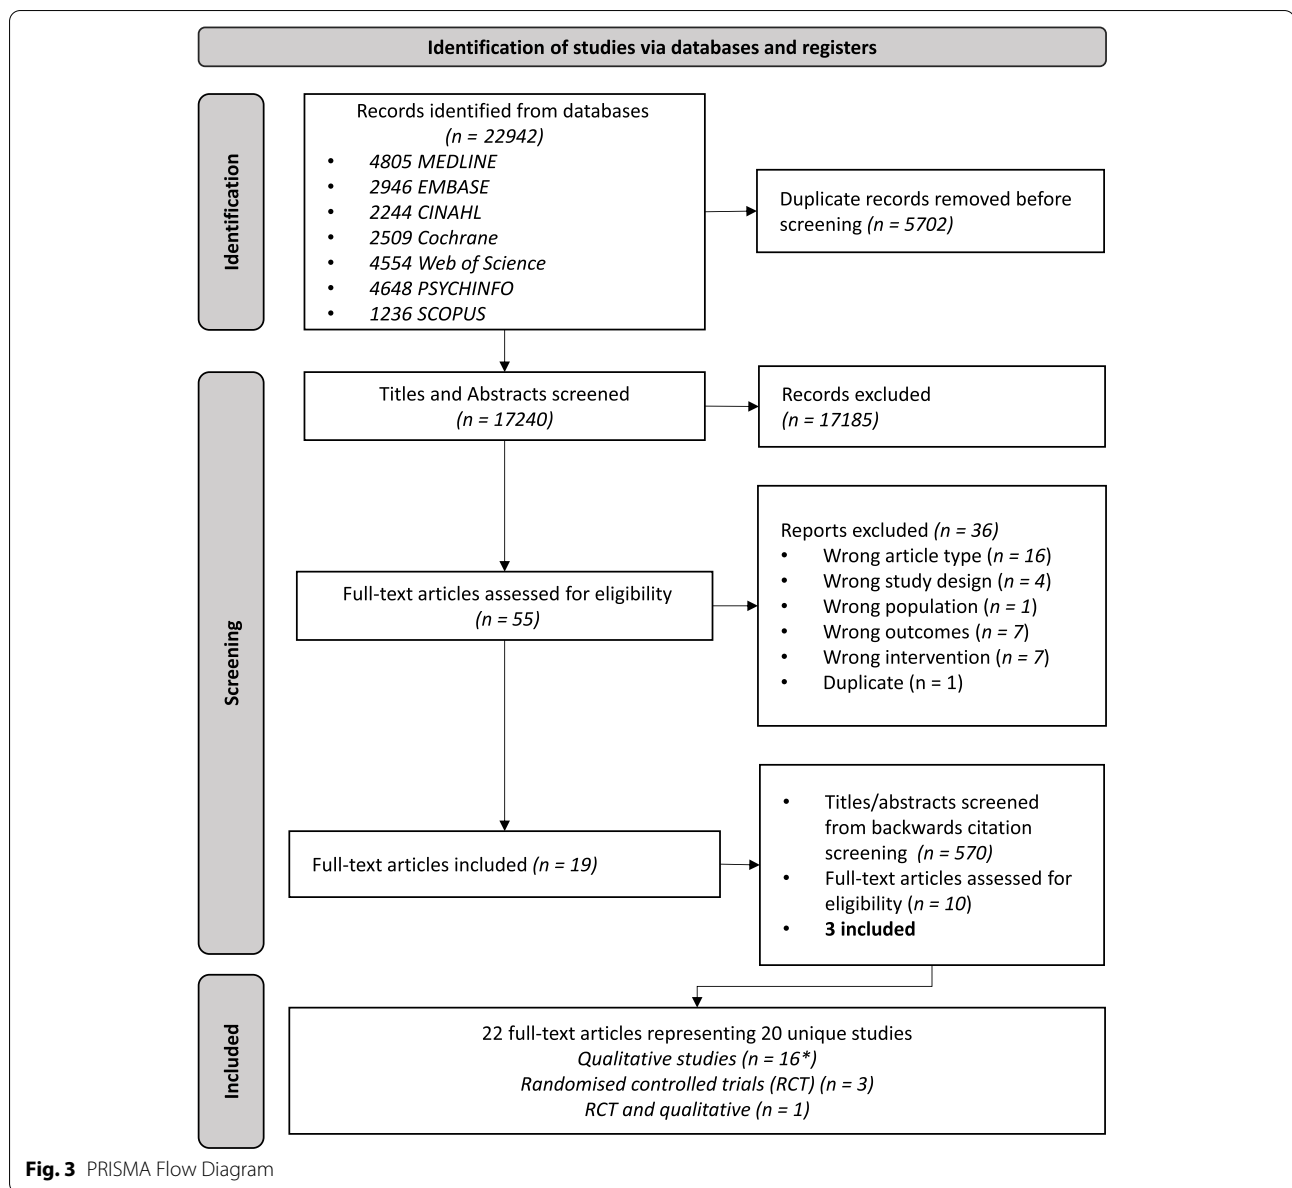 Identification of studies via databases and registers
Identification
Records identified from databases
(n = 22942)
• 4805 MEDLINE
• 2946 EMBASE
• 2244 CINAHL
• 2509 Cochrane
• 4554 Web of Science
• 4648 PSYCHINFO
• 1236 SCOPUS
Duplicate records removed before
screening (n = 5702)
Screening
Titles and Abstracts screened
(n = 17240)
Records excluded
(n = 17185)
Full-text articles assessed for eligibility
(n = 55)
Reports excluded (n = 36)
• Wrong article type (n = 16)
• Wrong study design (n = 4)
• Wrong population (n = 1)
• Wrong outcomes (n = 7)
• Wrong intervention (n = 7)
• Duplicate (n = 1)
Full-text articles included (n = 19)
• Titles/abstracts screened
from backwards citation
screening (n = 570)
• Full-text articles assessed for
eligibility (n = 10)
• 3 included
Included
22 full-text articles representing 20 unique studies
Qualitative studies (n = 16*)
Randomised controlled trials (RCT) (n = 3)
RCT and qualitative (n = 1)
Fig. 3 PRISMA Flow Diagram